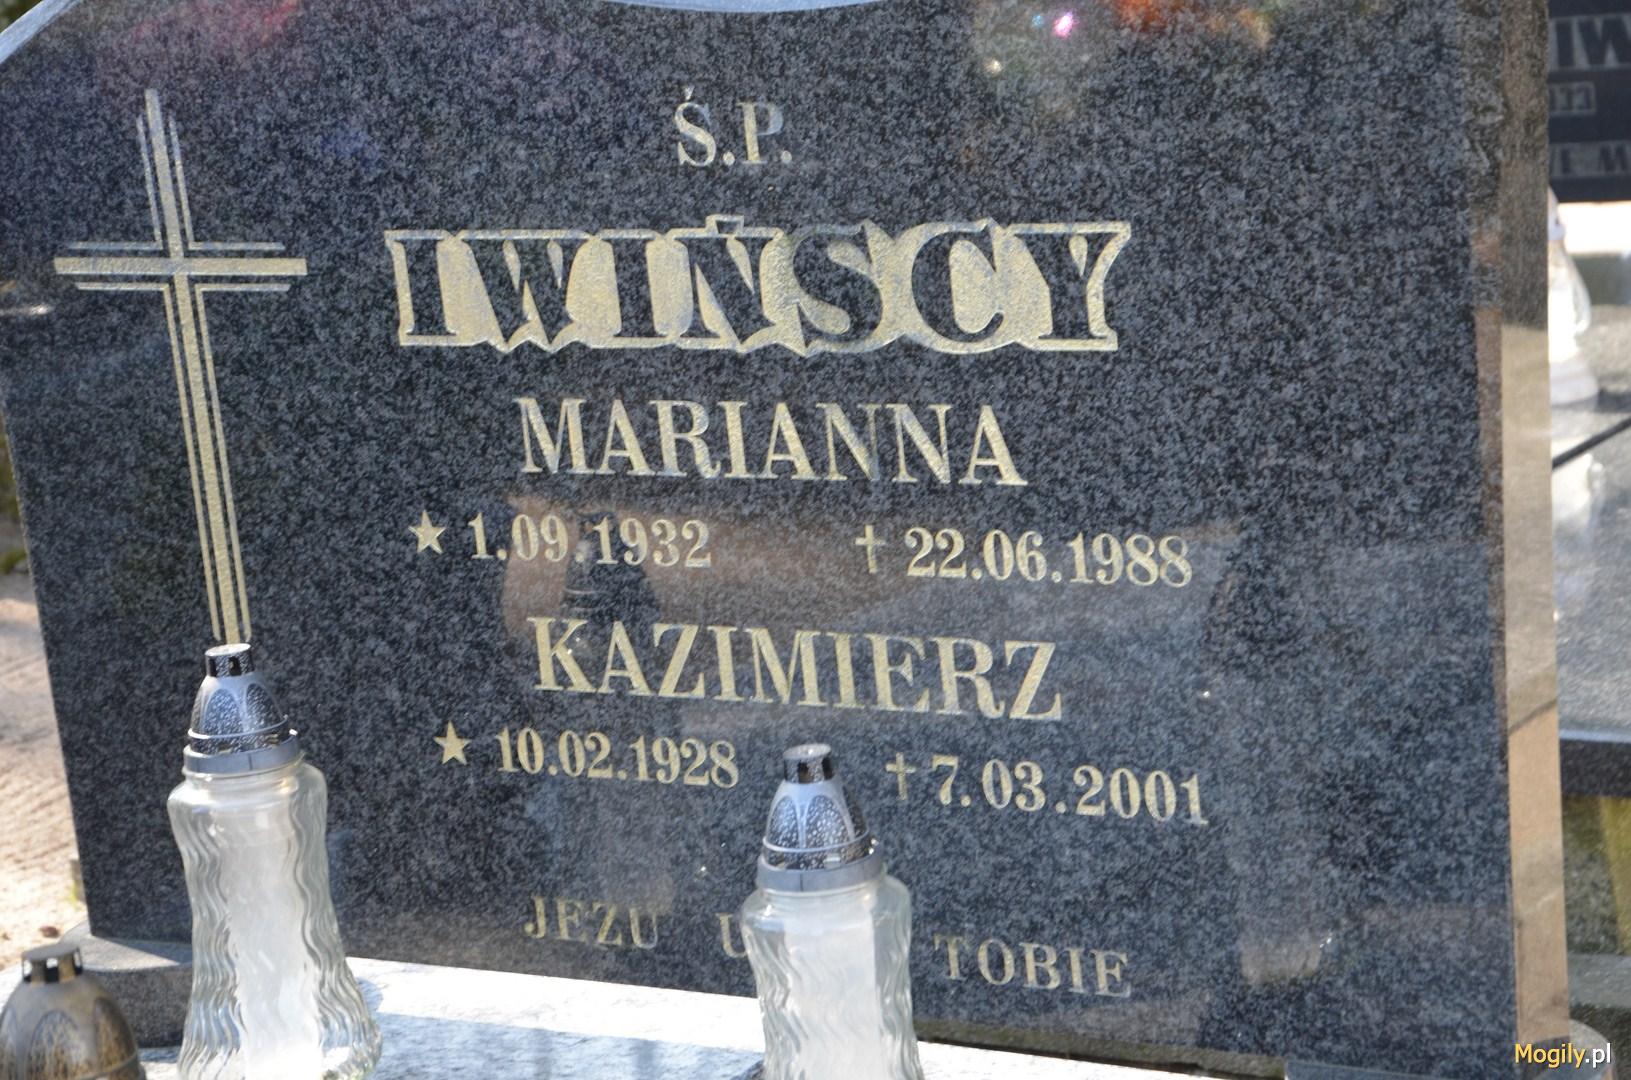 Ś.P.
IWIŃSCY
MARIANNA
★ 1.09.1932 † 22.06.1988
KAZIMIERZ
★ 10.02.1928 † 7.03.2001
JEZU TOBIE
Mogily.pl